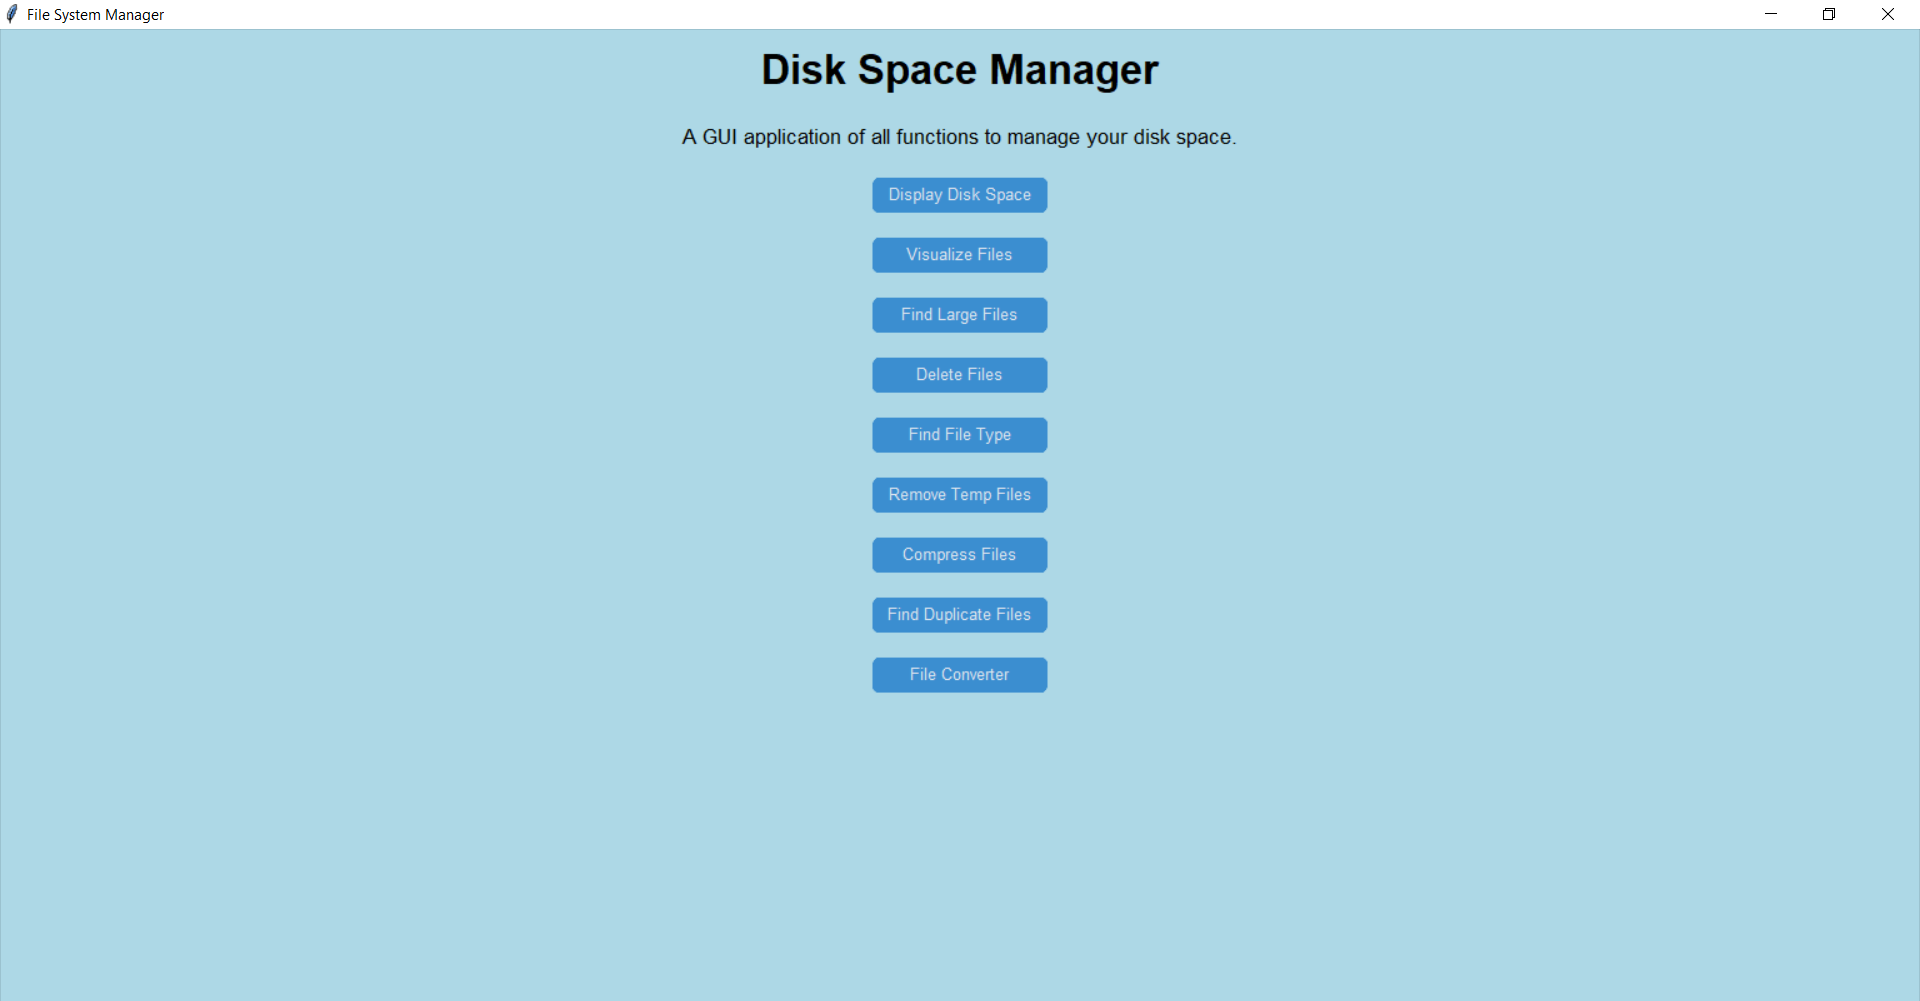 File System Manager
Disk Space Manager
A GUI application of all functions to manage your disk space.
Display Disk Space
Visualize Files
Find Large Files
Delete Files
Find File Type
Remove Temp Files
Compress Files
Find Duplicate Files
File Converter